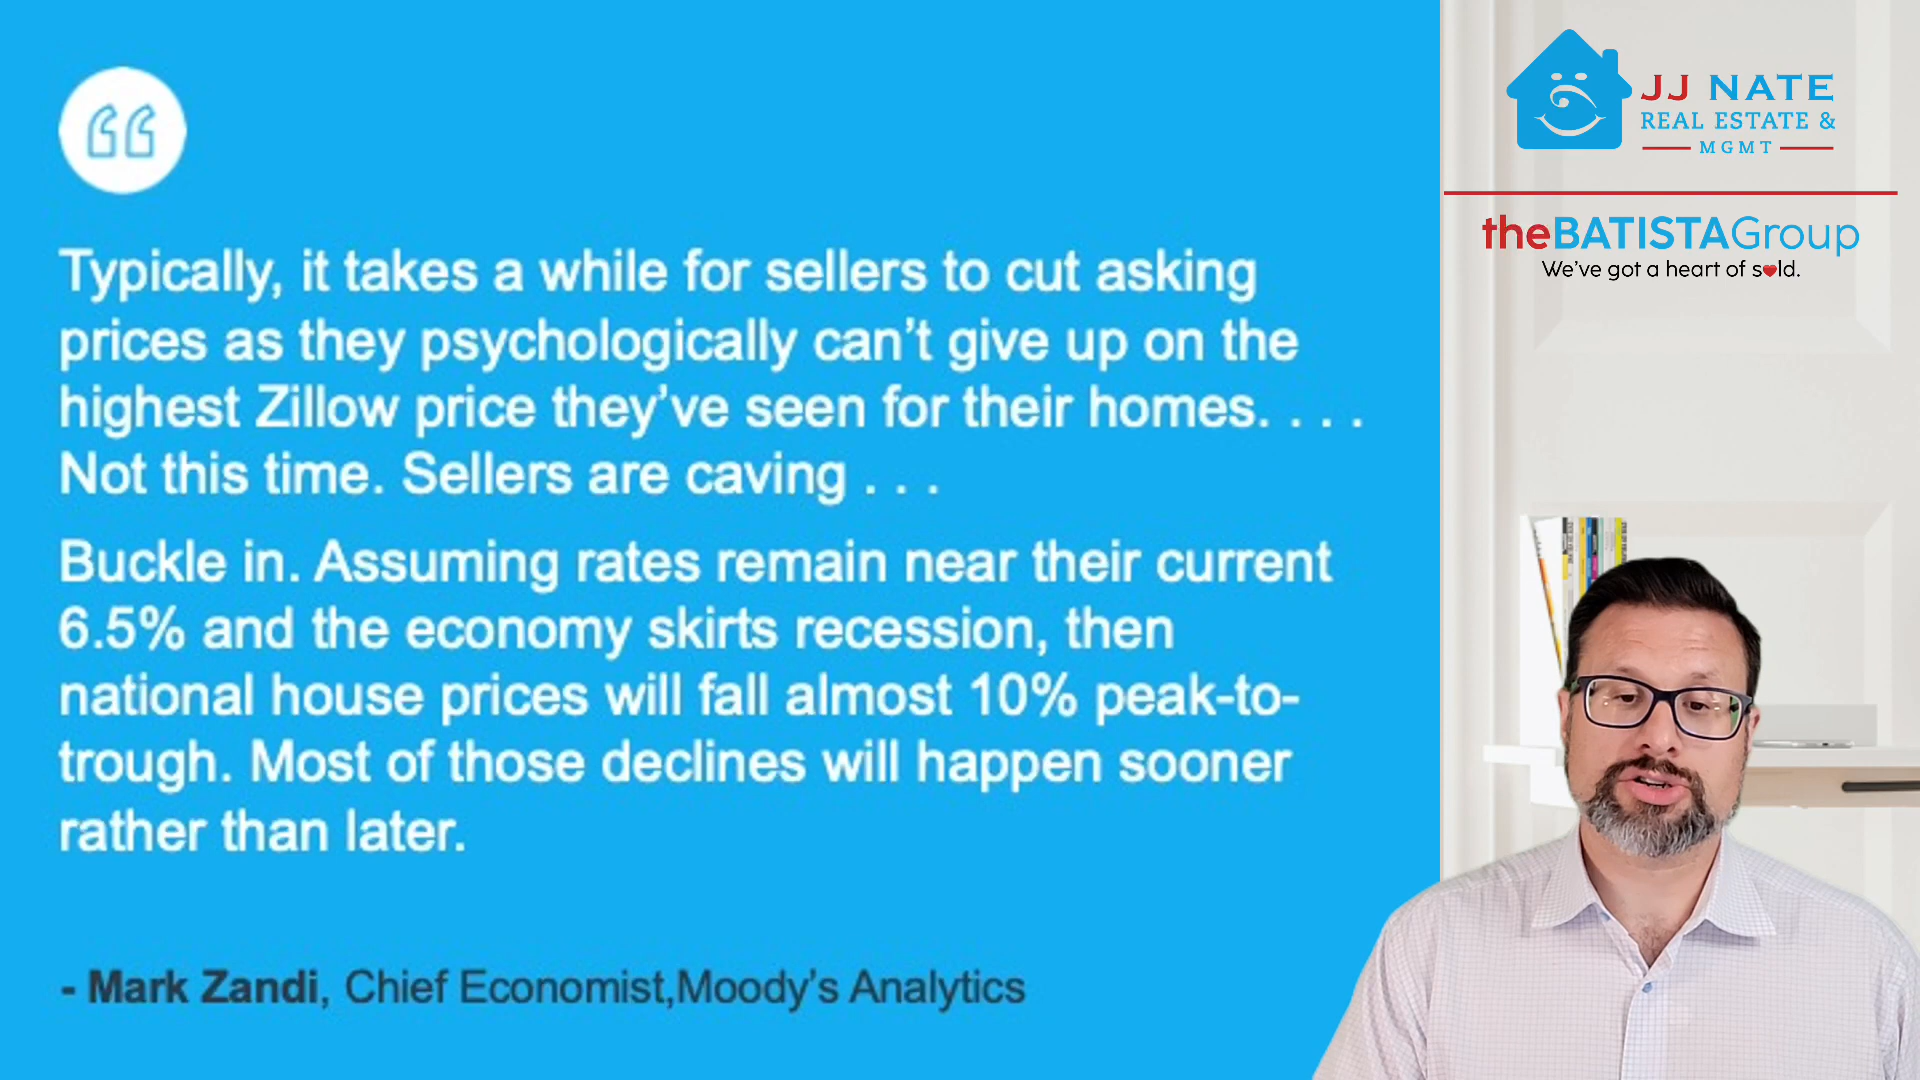 Typically, it takes a while for sellers to cut asking
prices as they psychologically can’t give up on the
highest Zillow price they’ve seen for their homes. . . .
Not this time. Sellers are caving . . .
Buckle in. Assuming rates remain near their current
6.5% and the economy skirts recession, then
national house prices will fall almost 10% peak-to-
trough. Most of those declines will happen sooner
rather than later.
- Mark Zandi, Chief Economist,Moody’s Analytics
JJ NATE
REAL ESTATE &
MGMT
theBATISTAGroup
We’ve got a heart of sold.